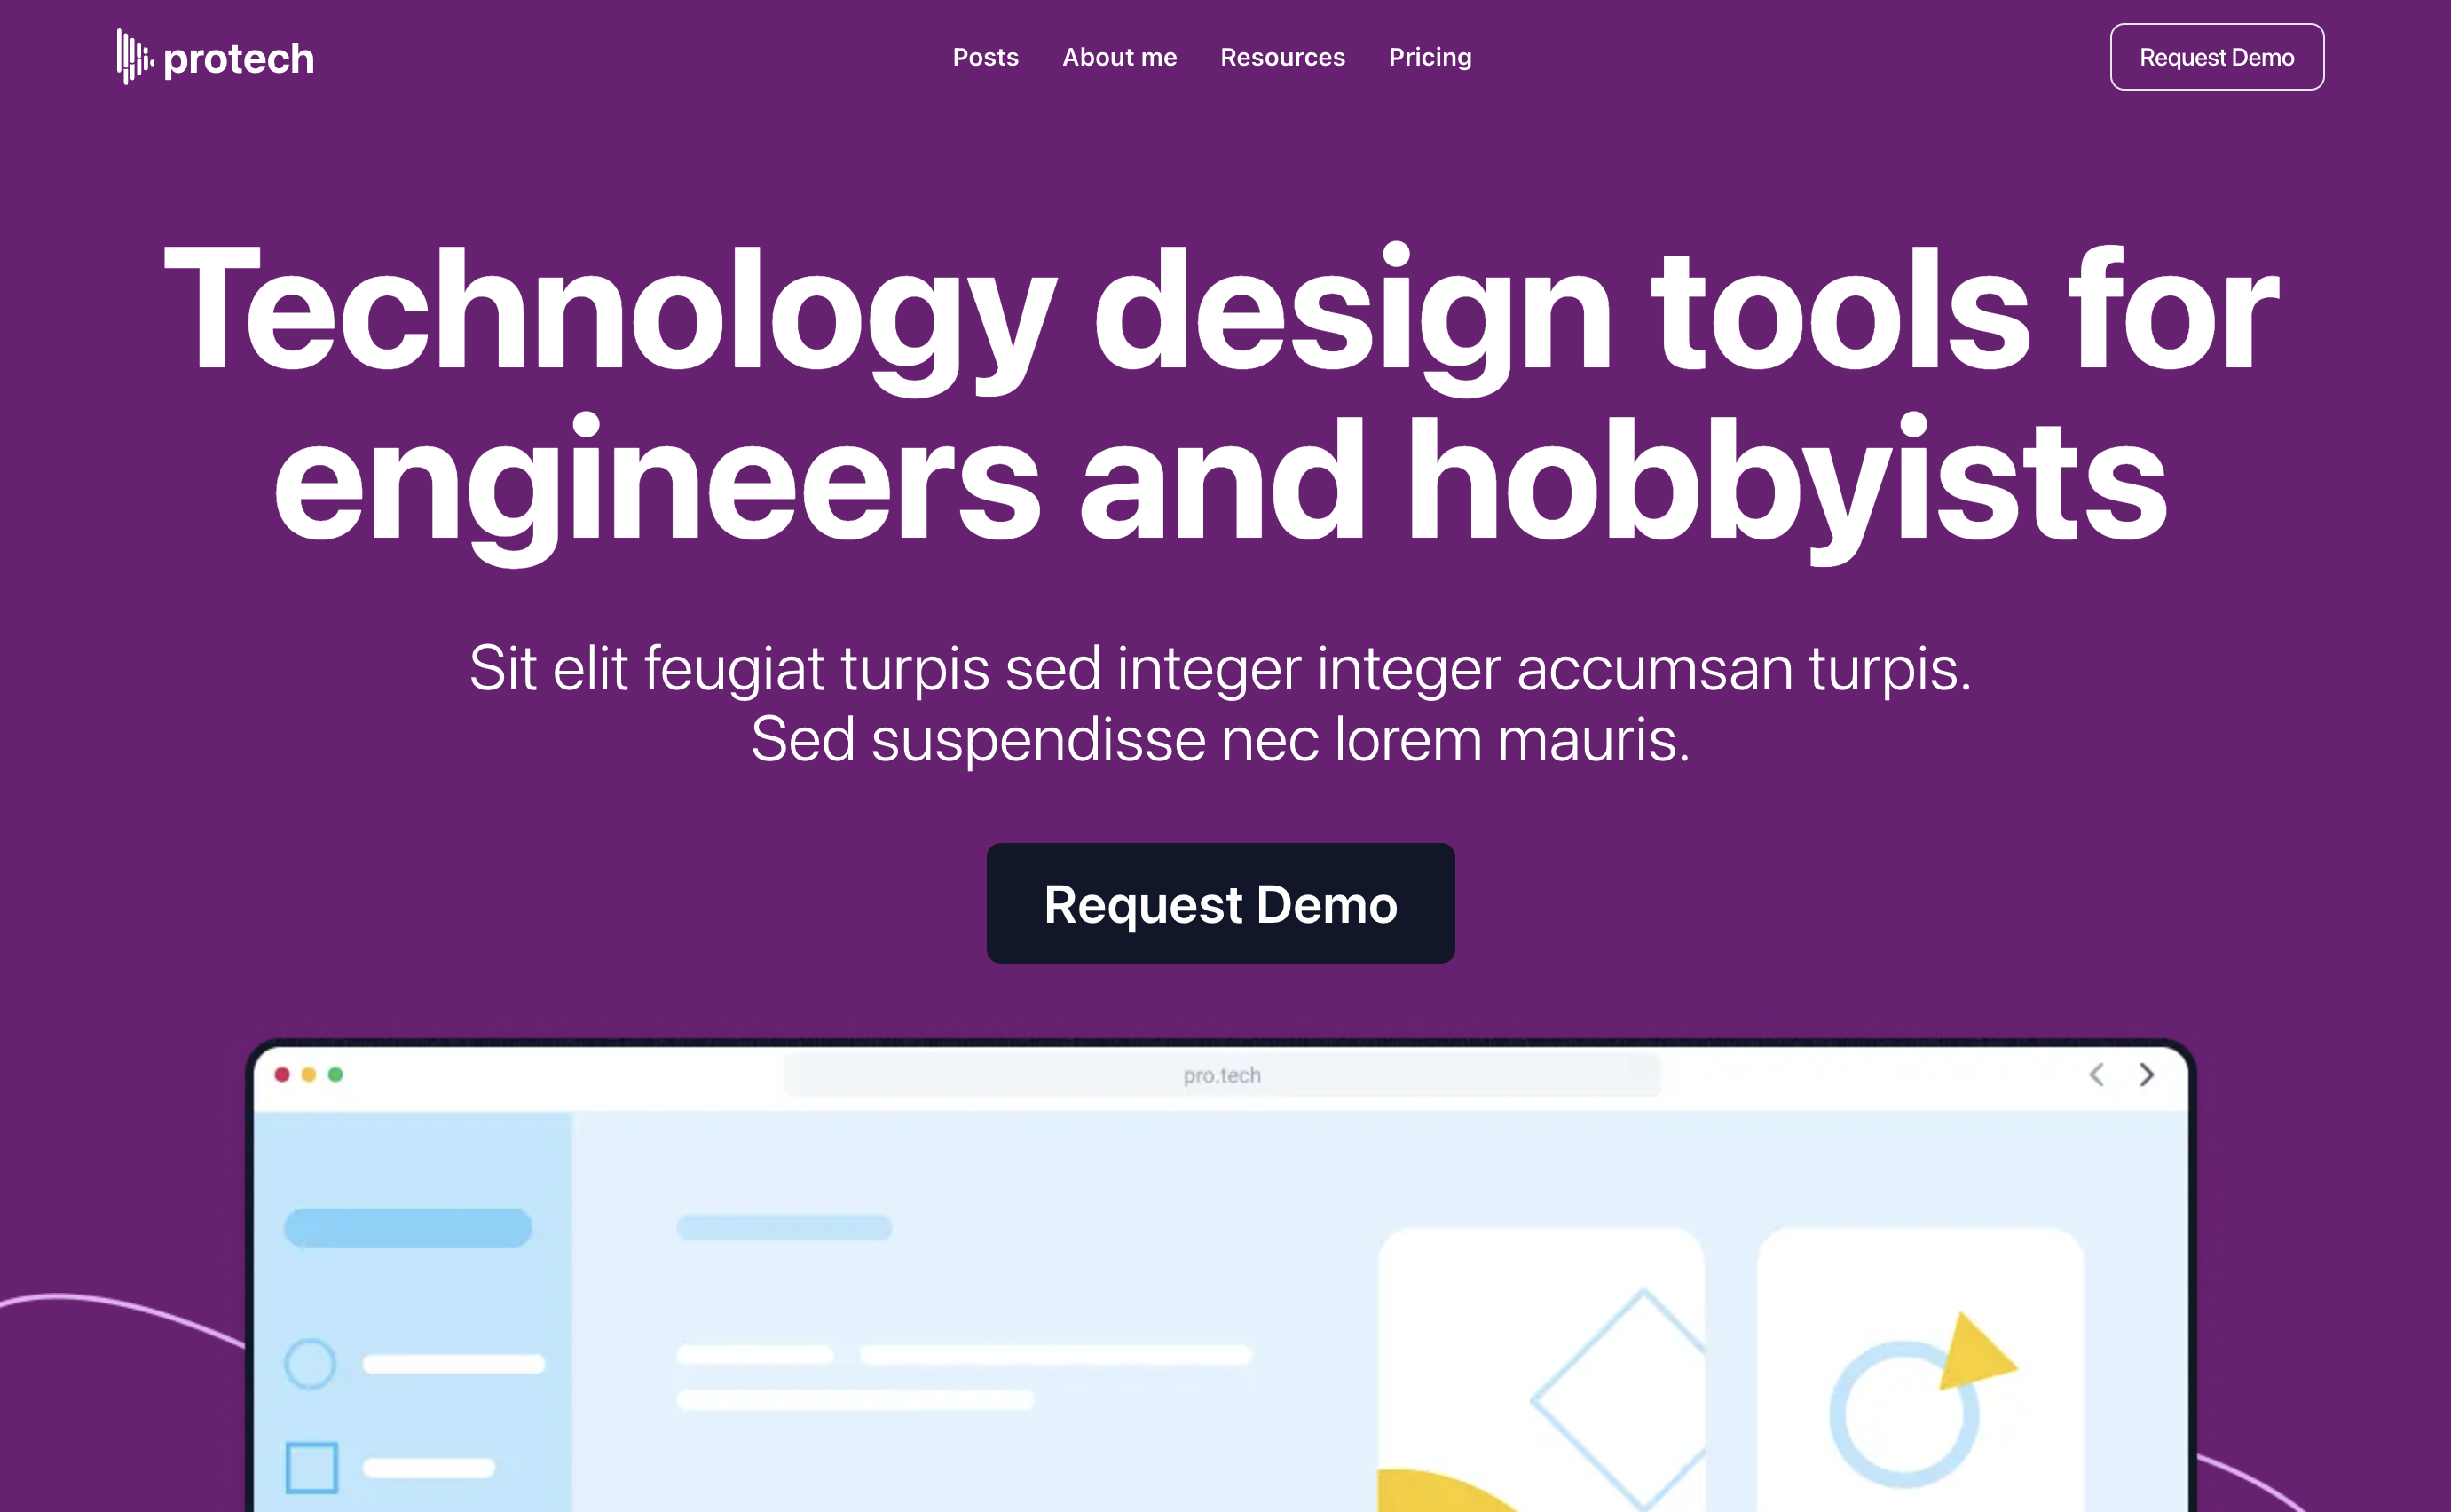 protech
Posts
About me
Resources
Pricing
Request Demo
Technology design tools for
engineers and hobbyists
Sit elit feugiat turpis sed integer integer accumsan turpis.
Sed suspendisse nec lorem mauris.
Request Demo
pro.tech